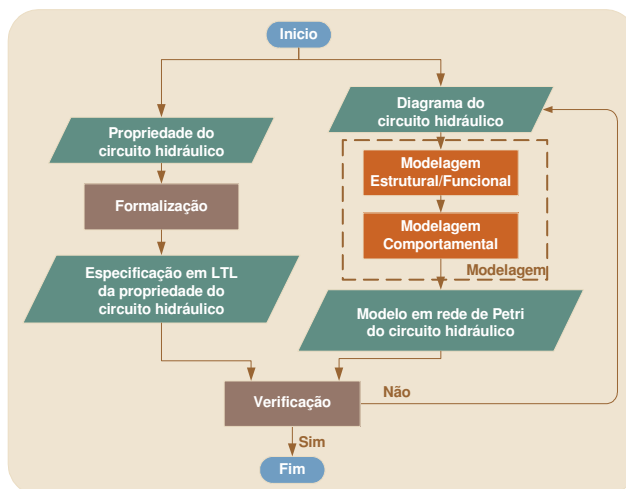 Inicio
Propriedade do
circuito hidráulico
Formalização
Especificação em LTL
da propriedade do
circuito hidráulico
Diagrama do
circuito hidráulico
Modelagem
Estrutural/Funcional
Modelagem
Comportamental
Modelagem
Modelo em rede de Petri
do circuito hidráulico
Verificação
Não
Sim
Fim